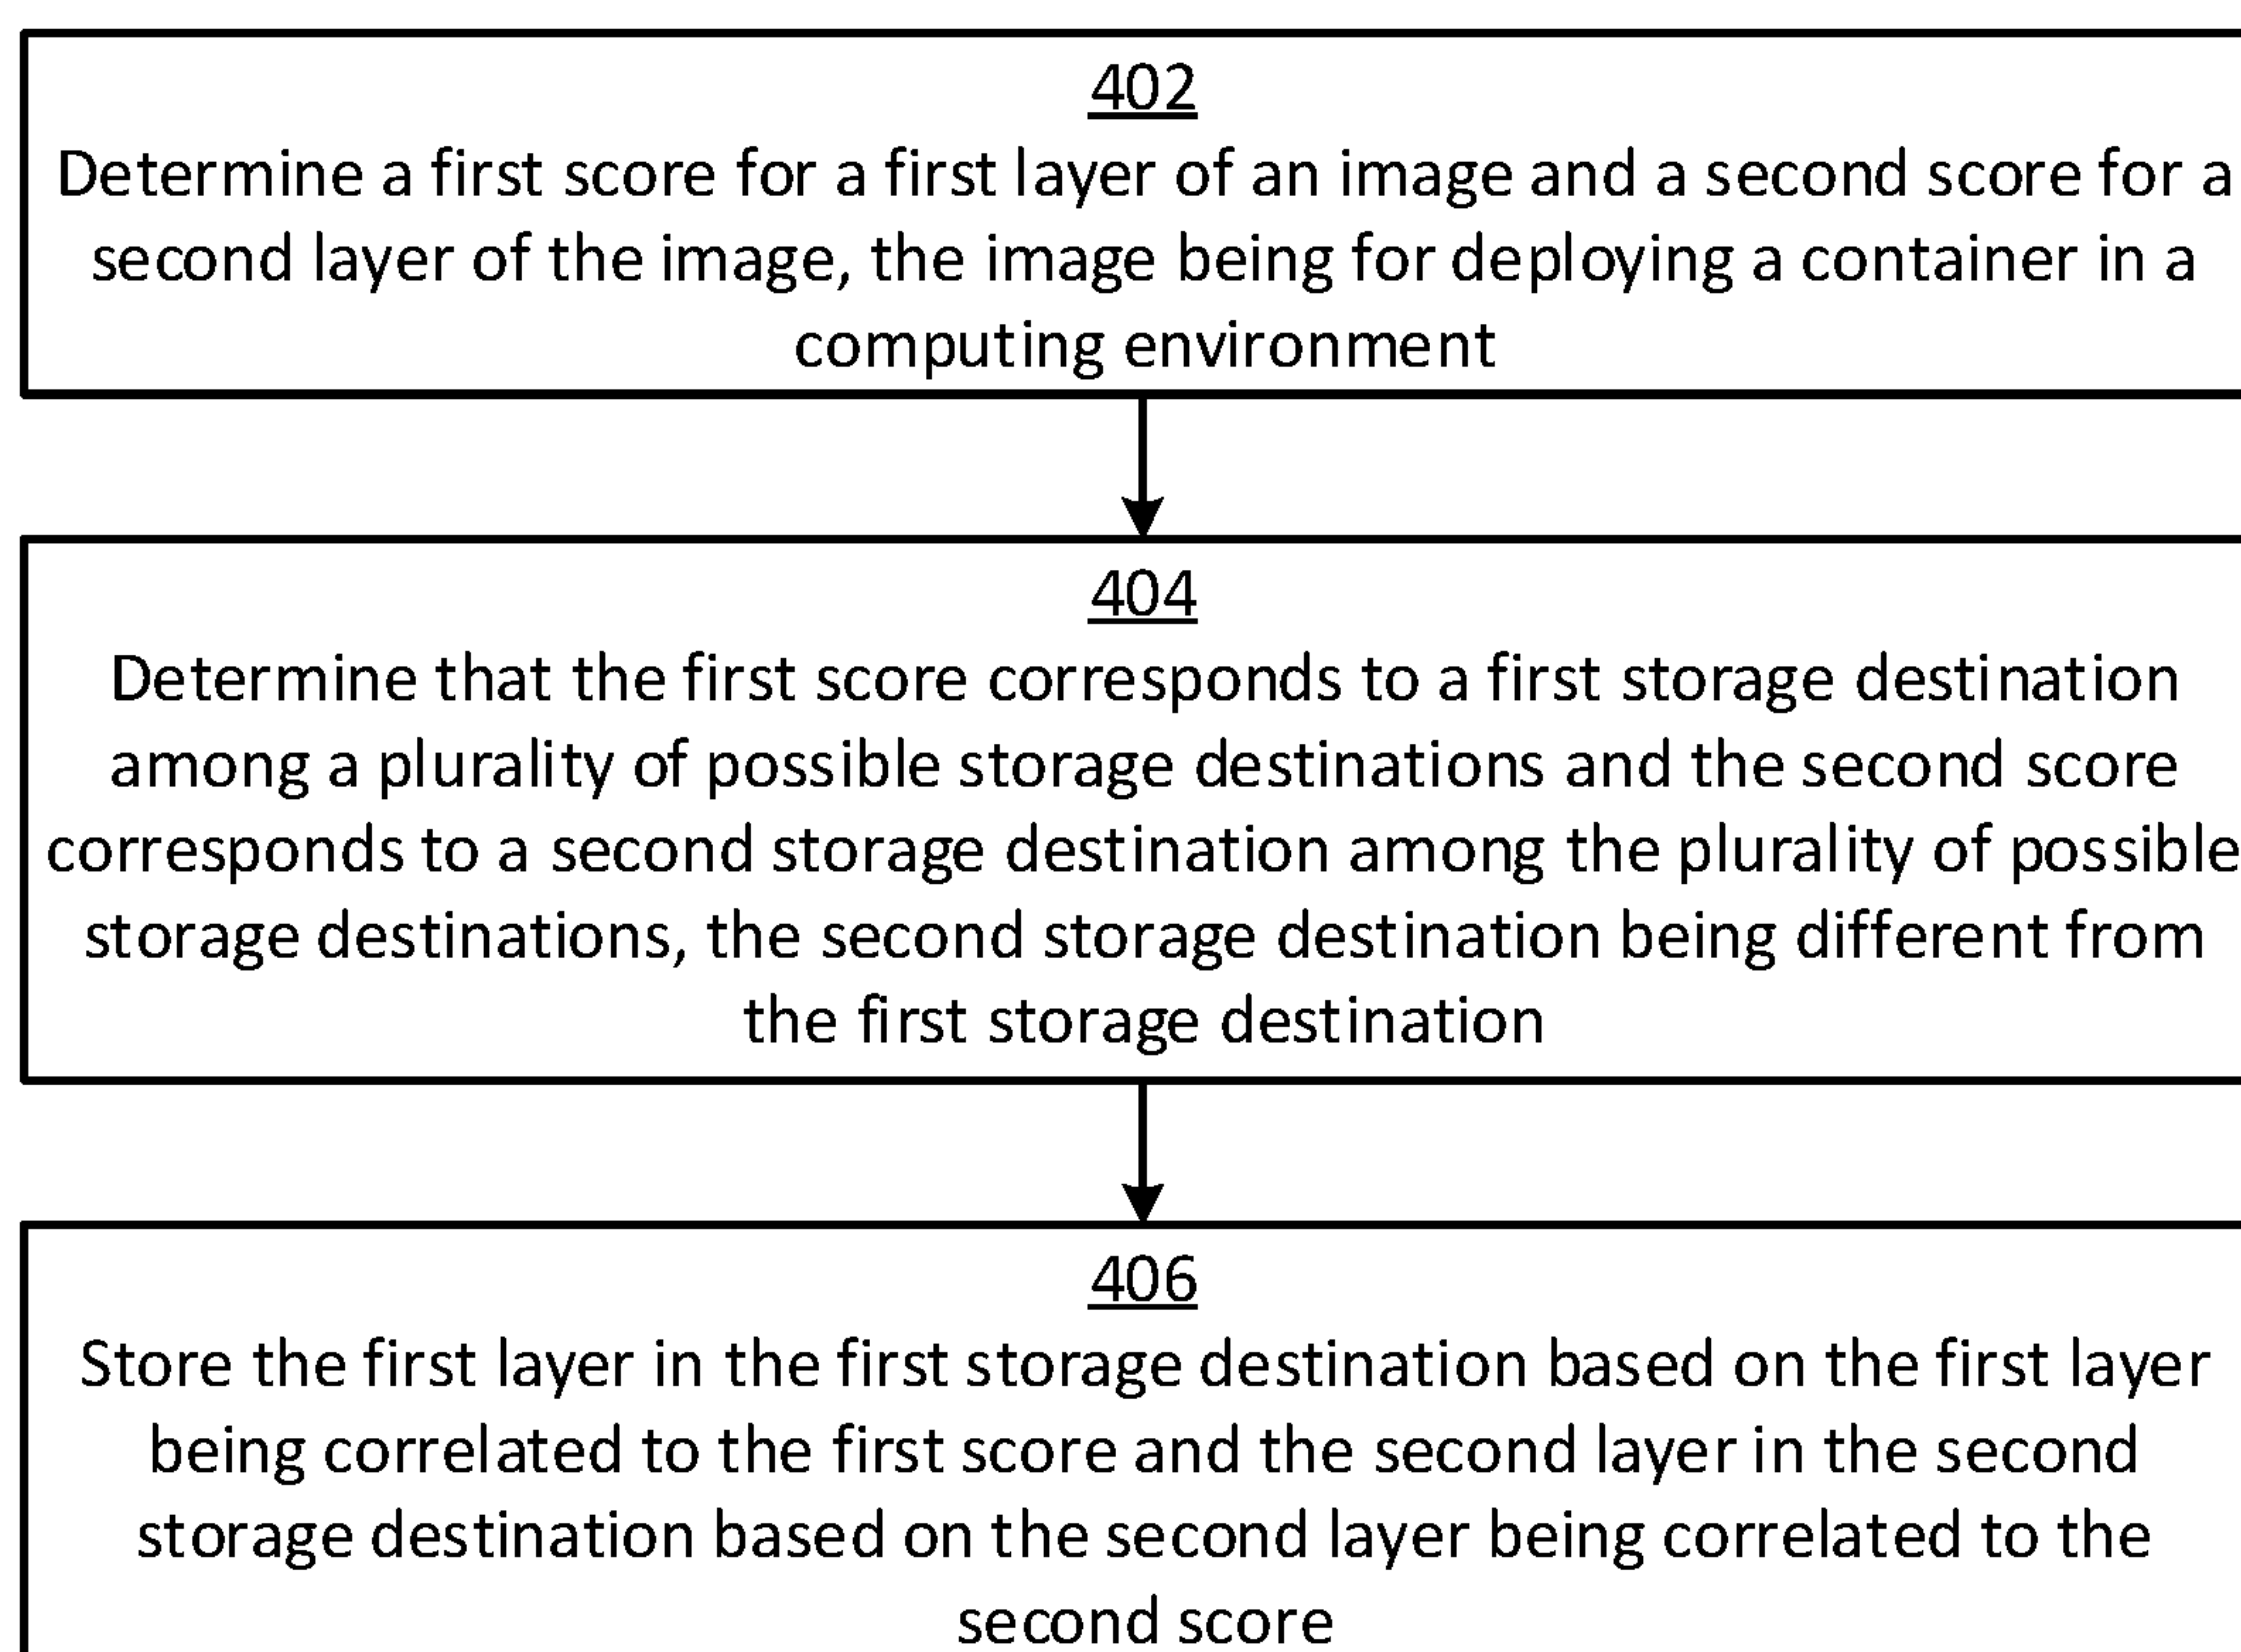 402
Determine a first score for a first layer of an image and a second score for a
second layer of the image, the image being for deploying a container in a
computing environment
404
Determine that the first score corresponds to a first storage destination
among a plurality of possible storage destinations and the second score
corresponds to a second storage destination among the plurality of possible
storage destinations, the second storage destination being different from
the first storage destination
406
Store the first layer in the first storage destination based on the first layer
being correlated to the first score and the second layer in the second
storage destination based on the second layer being correlated to the
second score